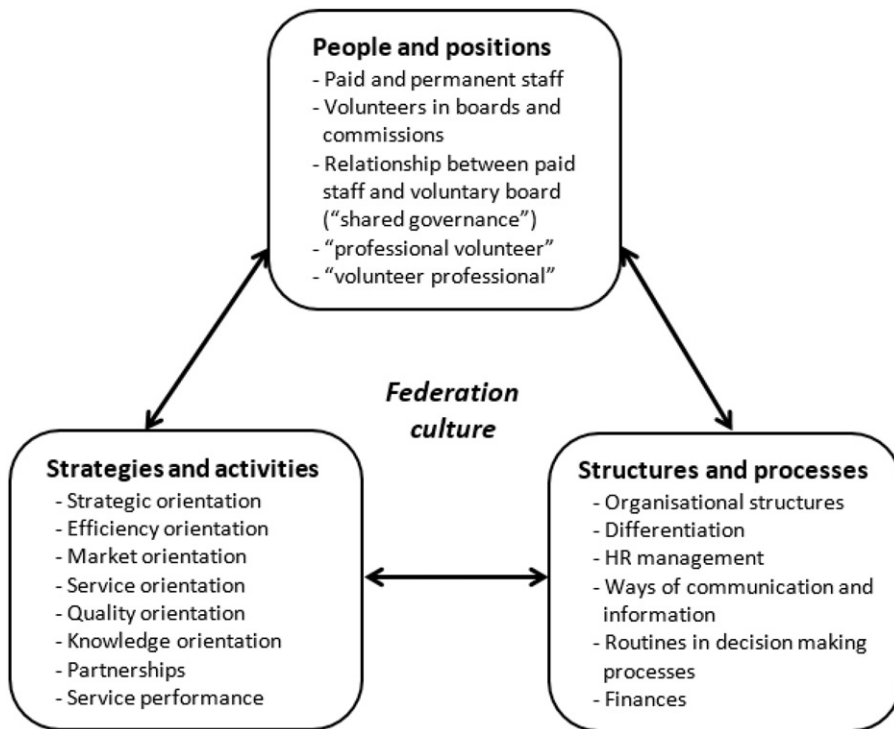 People and positions
- Paid and permanent staff
- Volunteers in boards and
commissions
- Relationship between paid
staff and voluntary board
(“shared governance”)
- “professional volunteer”
- “volunteer professional”
Federation
culture
Strategies and activities
- Strategic orientation
- Efficiency orientation
- Market orientation
- Service orientation
- Quality orientation
- Knowledge orientation
- Partnerships
- Service performance
Structures and processes
- Organisational structures
- Differentiation
- HR management
- Ways of communication and
information
- Routines in decision making
processes
- Finances